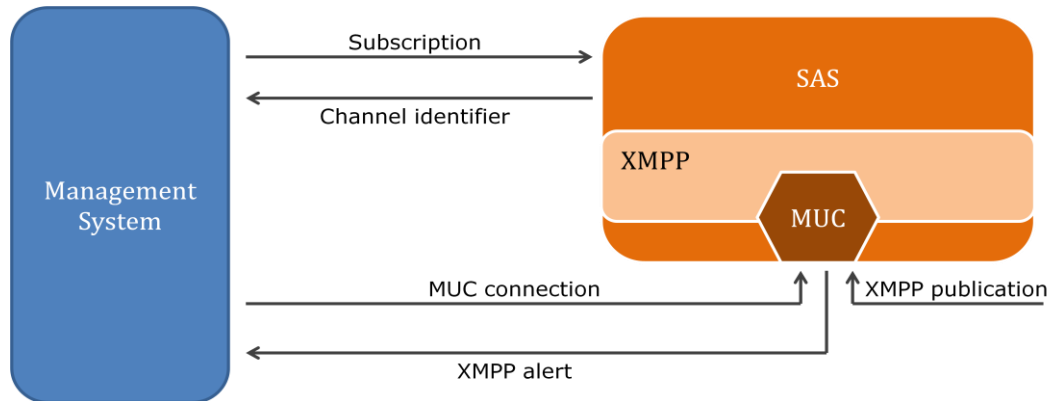 Subscription
SAS
Channel identifier
XMPP
Management
System
MUC
MUC connection
XMPP publication
XMPP alert